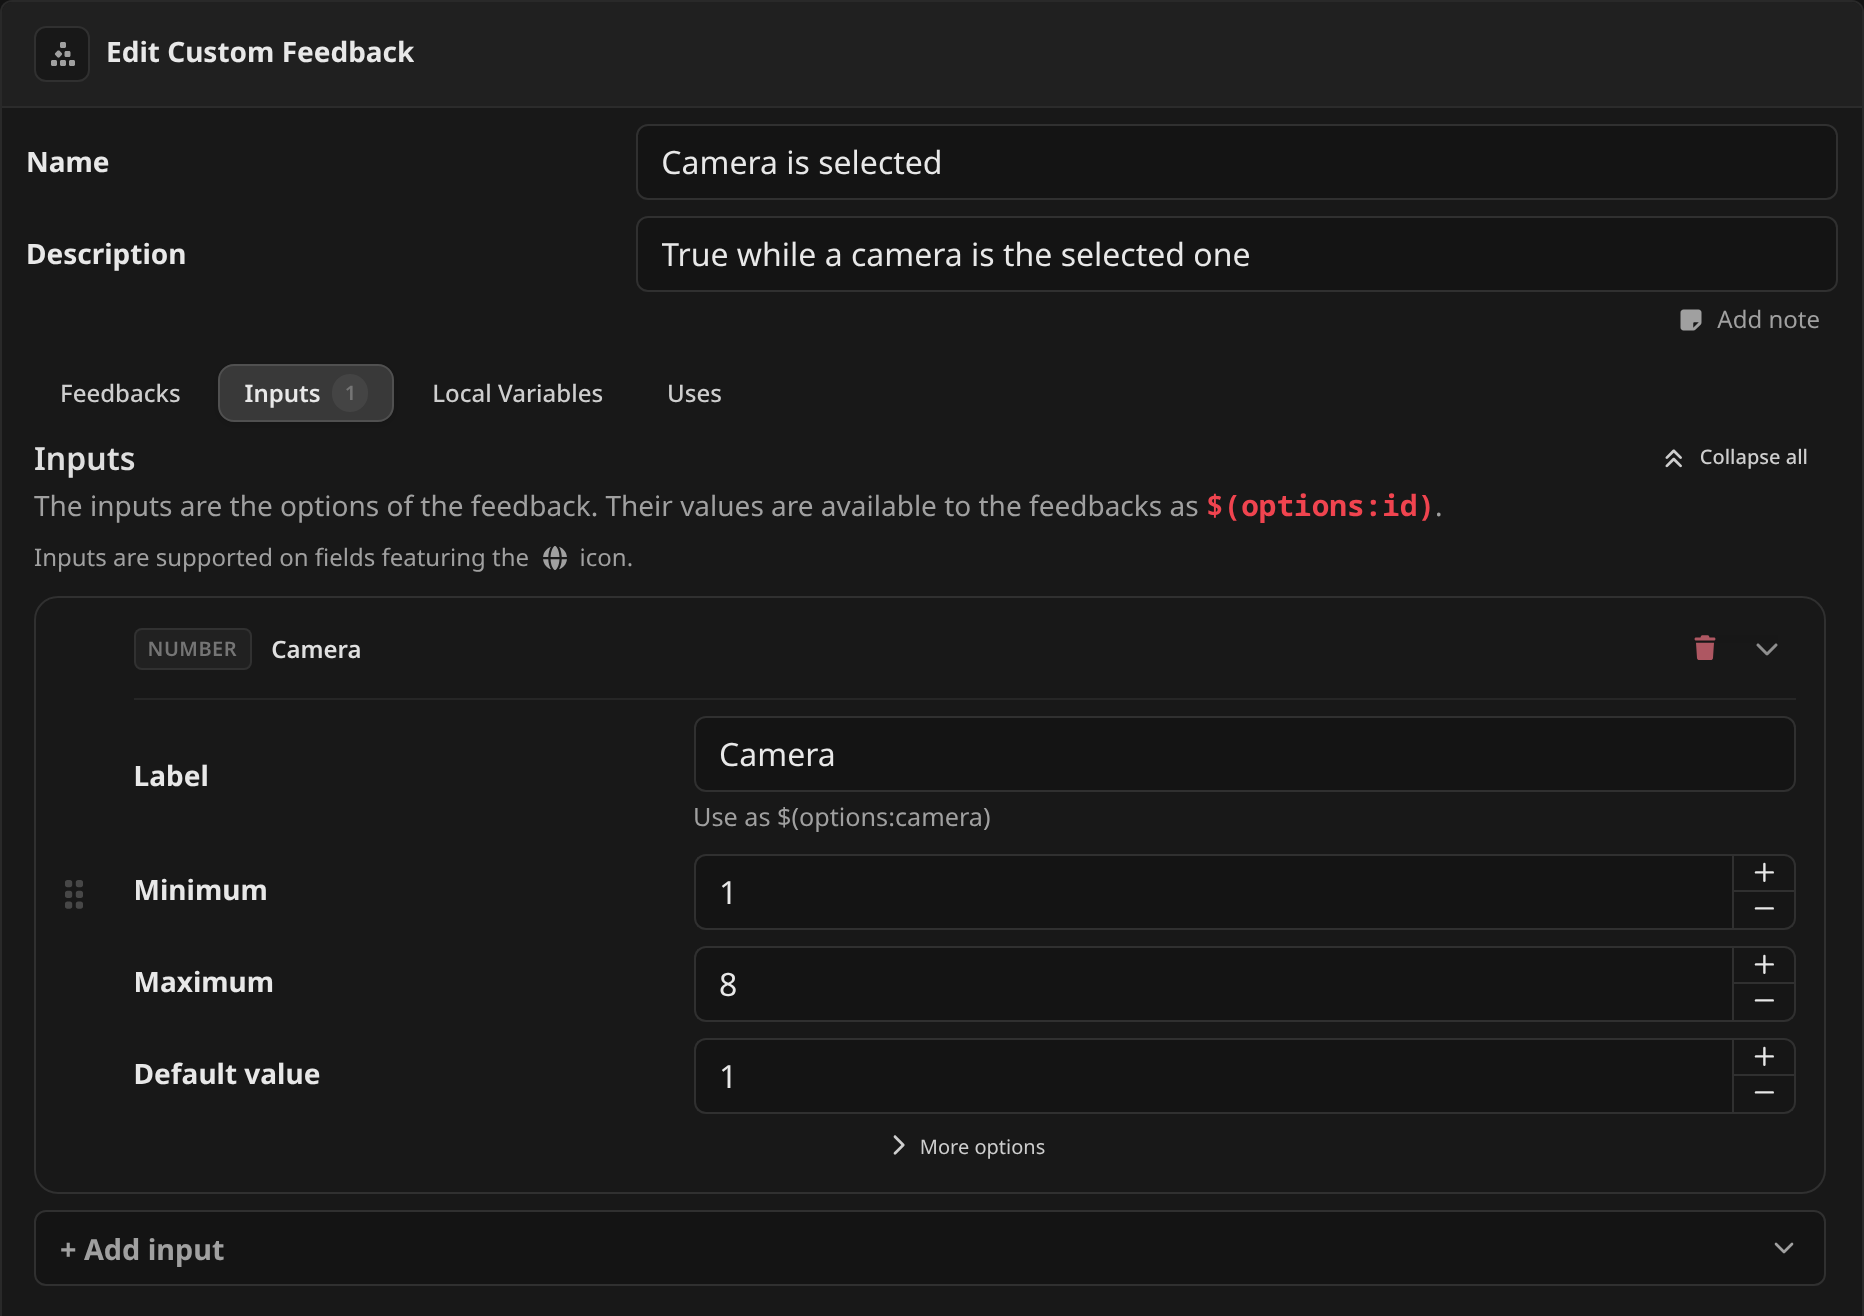 Edit Custom Feedback
Name
Camera is selected
Description
True while a camera is the selected one
Add note
Feedbacks
Inputs 1
Local Variables
Uses
Inputs
Collapse all
The inputs are the options of the feedback. Their values are available to the feedbacks as $(options:id).
Inputs are supported on fields featuring the icon.
NUMBER Camera
Label
Camera
Use as $(options:camera)
Minimum
1
Maximum
8
Default value
1
More options
+ Add input